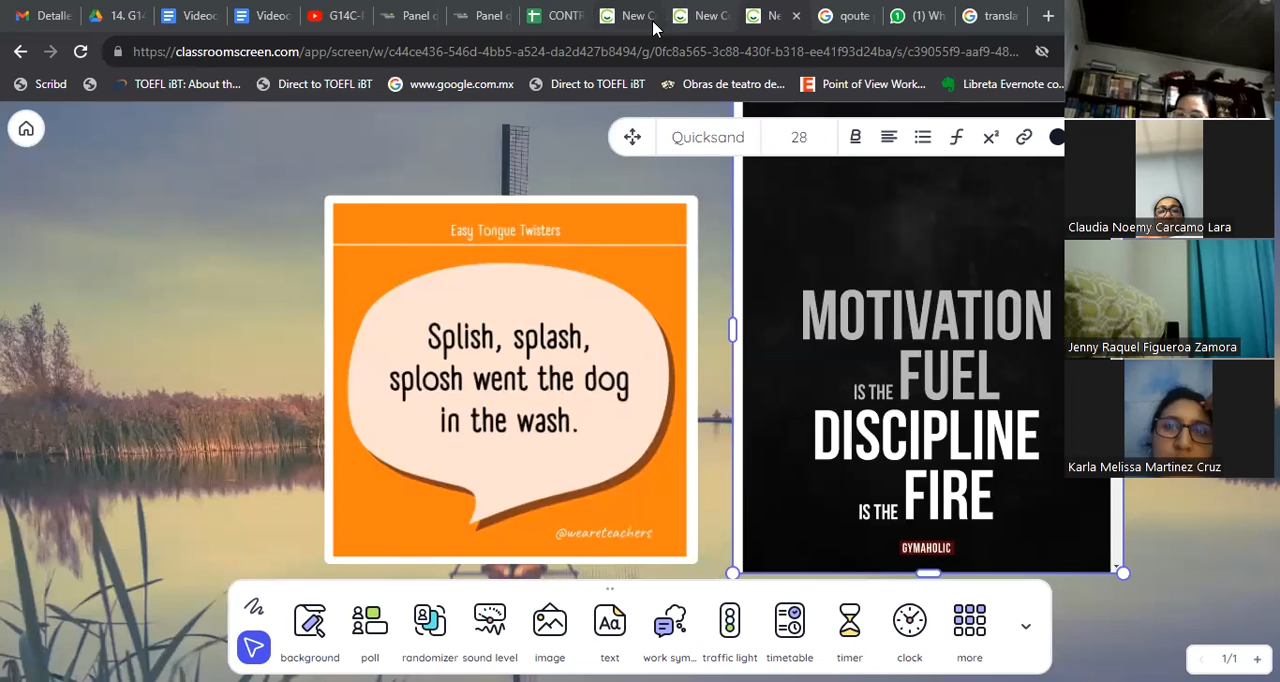 Detalle
14. G14
Videoc
Videoc
G14C-F
Panel c
Panel c
CONTR
New C
New Co
Ne
qoute
(1) Wh
transla
https://classroomscreen.com/app/screen/w/c44ce436-546d-4bb5-a524-da2d427b8494/g/0fc8a565-3c88-430f-b318-ee41f93d24ba/s/c39055f9-aaf9-48...
Scribd
TOEFL iBT: About th...
Direct to TOEFL iBT
www.google.com.mx
Direct to TOEFL iBT
Obras de teatro de...
Point of View Work...
Libreta Evernote co...
Quicksand
28
Easy Tongue Twisters
Splish, splash,
splosh went the dog
in the wash.
@weareteachers
MOTIVATION
IS THE FUEL
DISCIPLINE
IS THE FIRE
GYMAHOLIC
Claudia Noemy Carcamo Lara
Jenny Raquel Figueroa Zamora
Karla Melissa Martinez Cruz
background
poll
randomizer
sound level
image
text
work sym...
traffic light
timetable
timer
clock
more
1/1